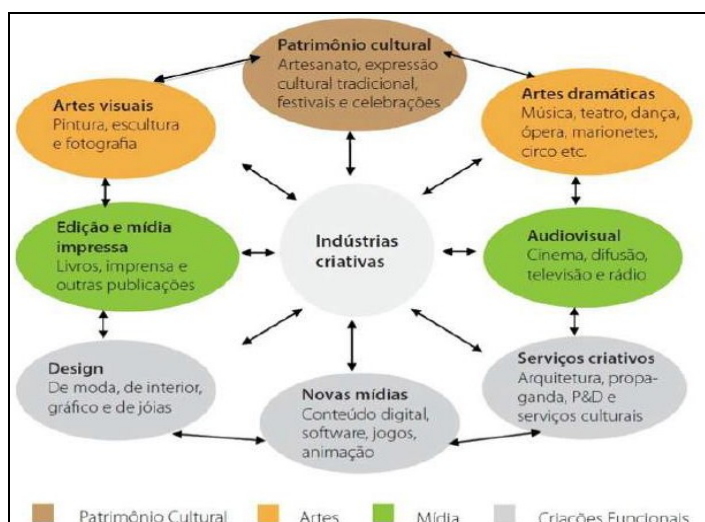 Patrimônio cultural
Artesanato, expressão
cultural tradicional,
festivais e celebrações
Artes visuais
Pintura, escultura
e fotografia
Artes dramáticas
Música, teatro, dança,
ópera, marionetes,
circo etc.
Edição e mídia
impressa
Livros, imprensa e
outras publicações
Indústrias
criativas
Audiovisual
Cinema, difusão,
televisão e rádio
Design
De moda, de interior,
gráfico e de jóias
Novas mídias
Conteúdo digital,
software, jogos,
animação
Serviços criativos
Arquitetura, propa-
ganda, P&D e
serviços culturais
Patrimônio Cultural
Artes
Mídia
Criações Funcionais